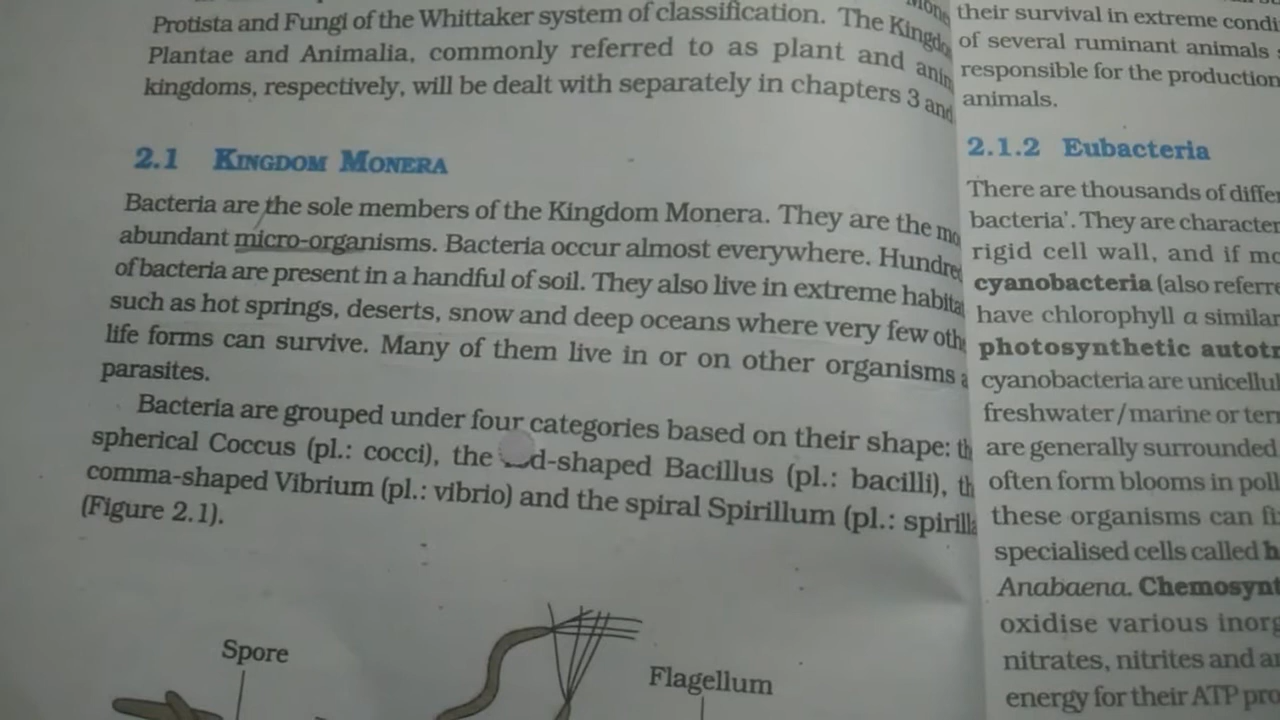 Protista and Fungi of the Whittaker system of classification. The
Plantae and Animalia, commonly referred to as plant and
kingdoms, respectively, will be dealt with separately in chapters 3 and
2.1 KINGDOM MONERA
Bacteria are the sole members of the Kingdom Monera. They are the
abundant micro-organisms. Bacteria occur almost everywhere.
of bacteria are present in a handful of soil. They also live in extreme
such as hot springs, deserts, snow and deep oceans where very few
life forms can survive. Many of them live in or on other organisms
parasites.
Bacteria are grouped under four categories based on their shape:
spherical Coccus (pl.: cocci), the d-shaped Bacillus (pl.: bacilli),
comma-shaped Vibrium (pl.: vibrio) and the spiral Spirillum (pl.:
(Figure 2.1).
Spore
Flagellum
their survival in extreme
of several ruminant animals
responsible for the production
animals.
2.1.2 Eubacteria
There are thousands of
bacteria'. They are
rigid cell wall, and if
cyanobacteria (also
have chlorophyll a similar
photosynthetic
cyanobacteria are
freshwater/marine or
are generally surrounded
often form blooms in
these organisms can
specialised cells called
Anabaena.
oxidise various
nitrates, nitrites and
energy for their ATP